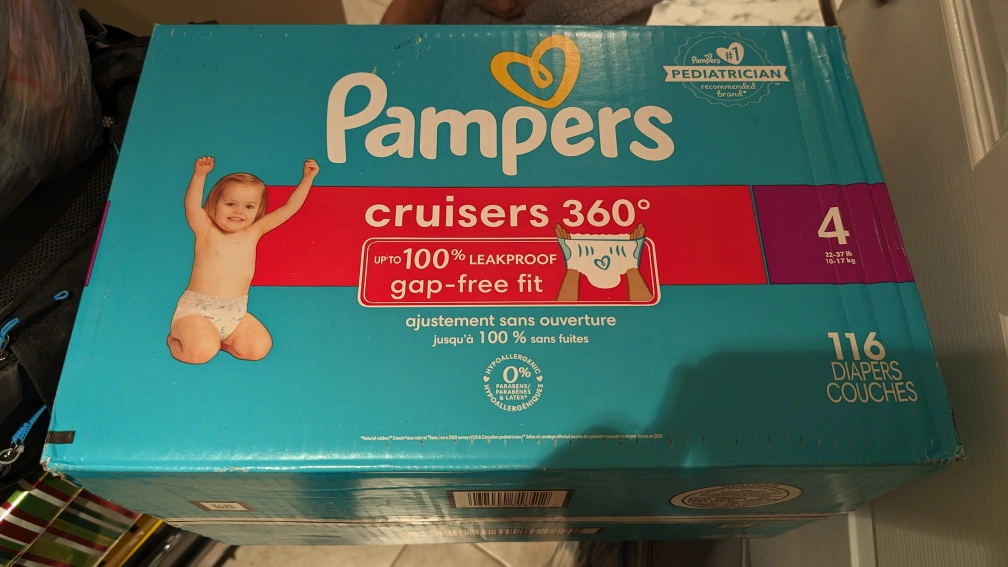 Pampers
Pampers #1
PEDIATRICIAN
recommended
brand*
cruisers 360°
4
22-37 lb
10-17 kg
UP TO 100% LEAKPROOF
gap-free fit
ajustement sans ouverture
jusqu'à 100 % sans fuites
116
DIAPERS
COUCHES
HYPOALLERGENIC
0%
PARABENS/
PARABÈNES
& LATEX*
HYPOALLERGÉNIQUES